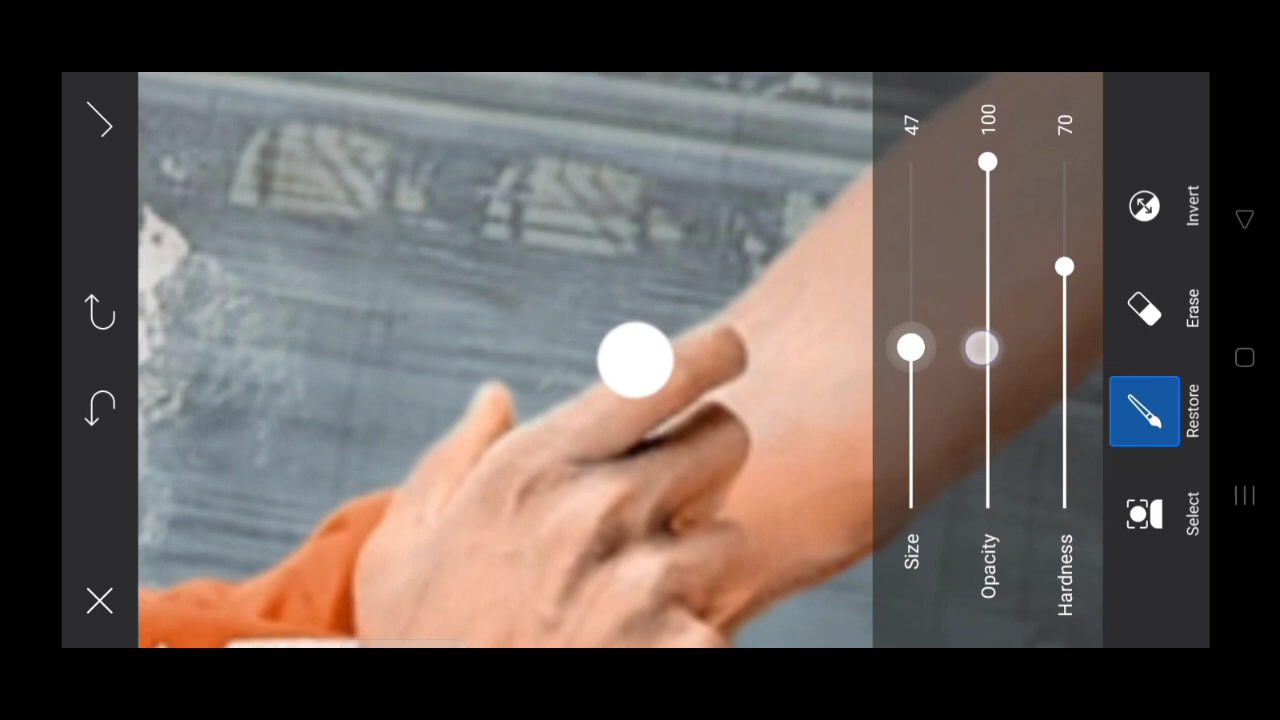 Size 47
Opacity 100
Hardness 70
Select
Restore
Erase
Invert